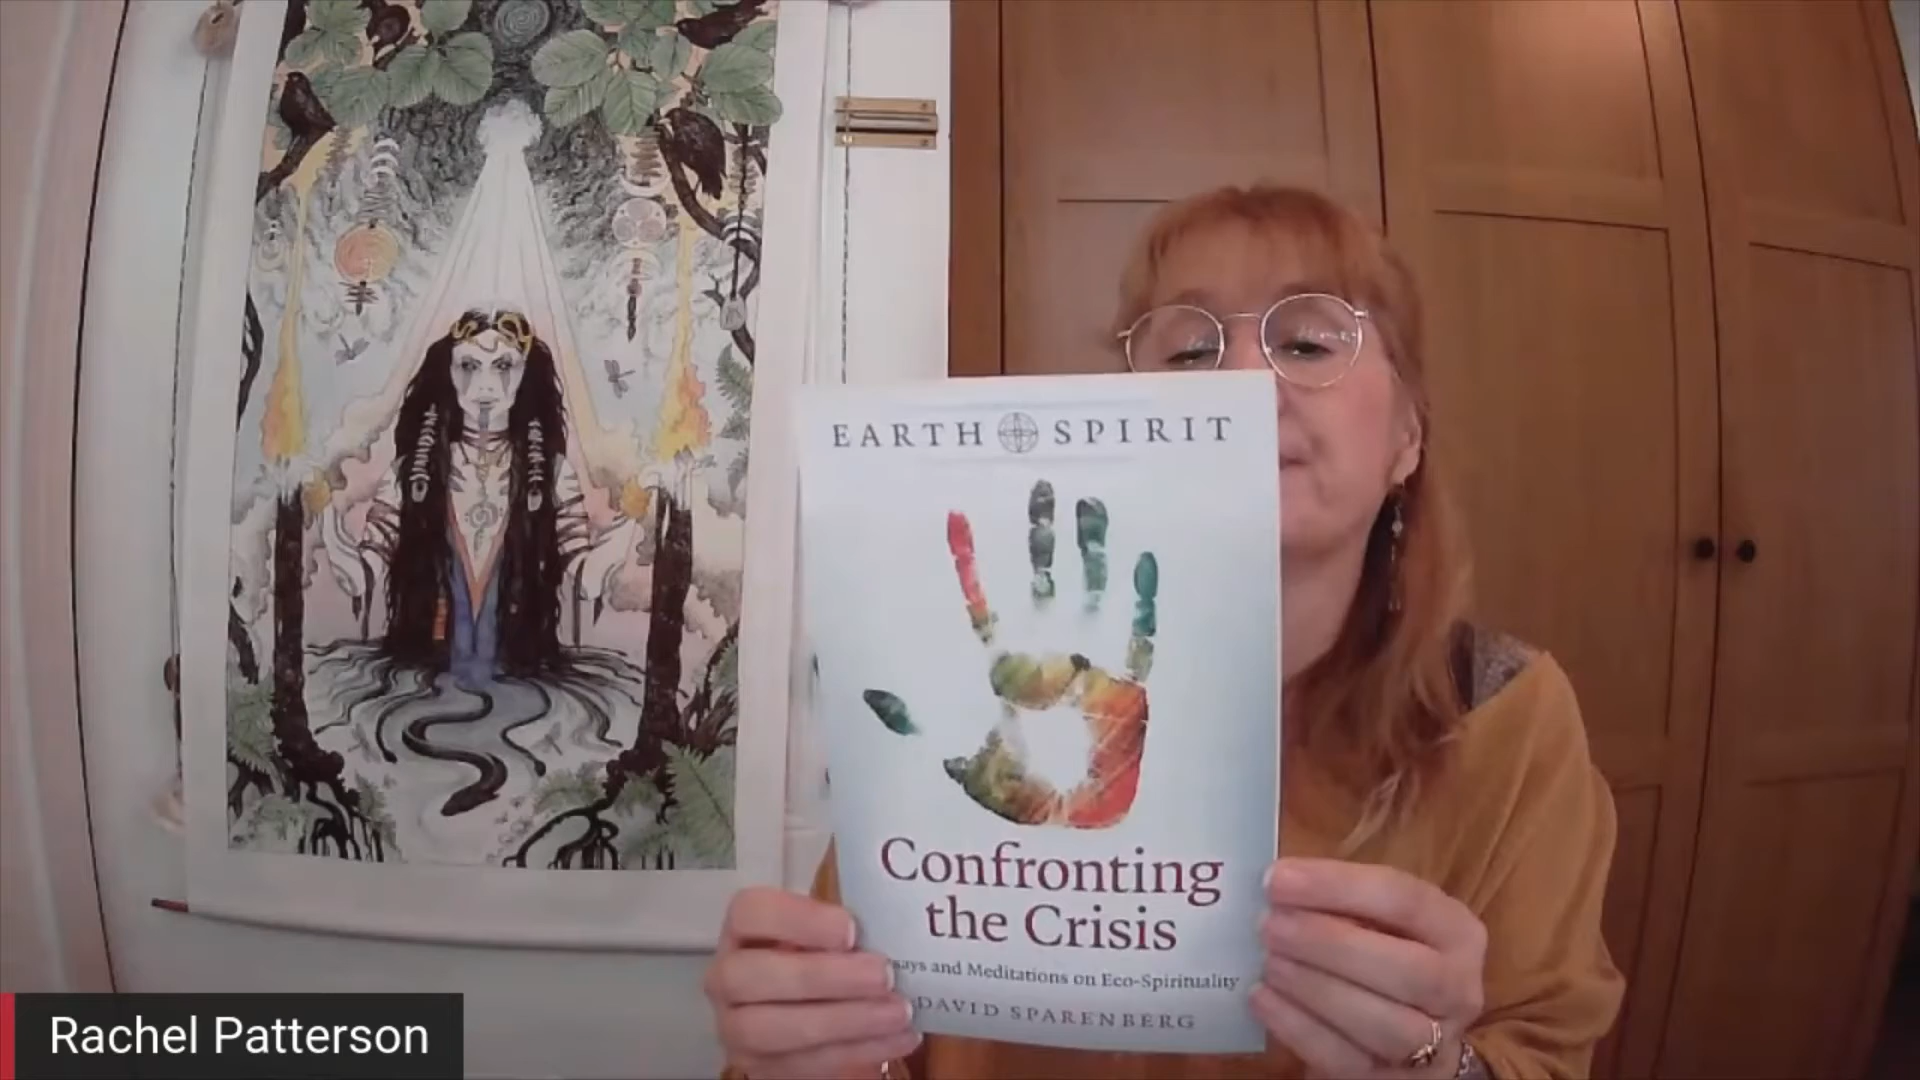 EARTH SPIRIT
Confronting
the Crisis
and Meditations on Eco-Spirituality
DAVID SPARENBERG
Rachel Patterson